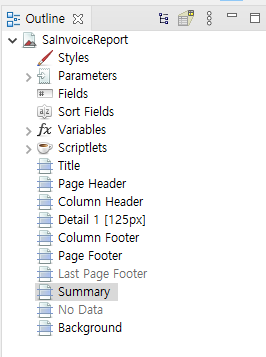 Outline
SaInvoiceReport
Styles
Parameters
Fields
Sort Fields
fx Variables
Scriptlets
Title
Page Header
Column Header
Detail 1 [125px]
Column Footer
Page Footer
Last Page Footer
Summary
No Data
Background